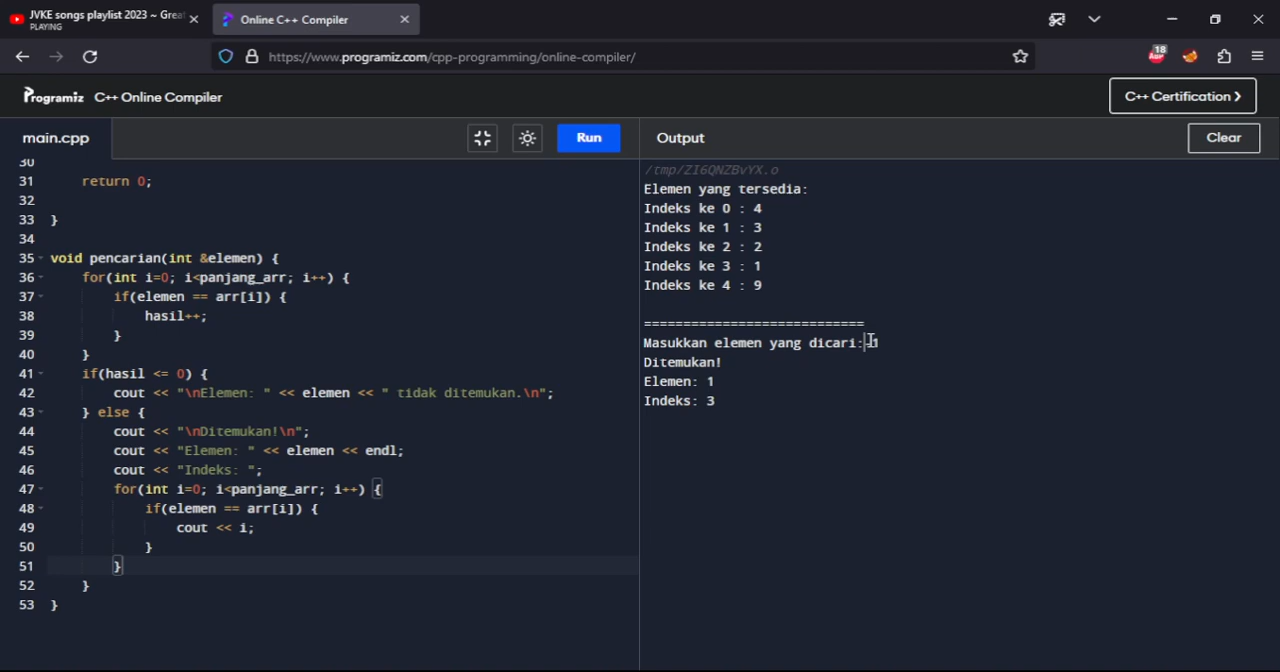 JVKE songs playlist 2023 ~ Great
PLAYING
Online C++ Compiler
https://www.programiz.com/cpp-programming/online-compiler/
18
ABP
Programiz C++ Online Compiler
C++ Certification ❯
main.cpp
Run
Output
Clear
30
31 return 0;
32
33 }
34
35 void pencarian(int &elemen) {
36 for(int i=0; i<panjang_arr; i++) {
37 if(elemen == arr[i]) {
38 hasil++;
39 }
40 }
41 if(hasil <= 0) {
42 cout << "\nElemen: " << elemen << " tidak ditemukan.\n";
43 } else {
44 cout << "\nDitemukan!\n";
45 cout << "Elemen: " << elemen << endl;
46 cout << "Indeks: ";
47 for(int i=0; i<panjang_arr; i++) {
48 if(elemen == arr[i]) {
49 cout << i;
50 }
51 }
52 }
53 }
/tmp/ZI6QNZBvYX.o
Elemen yang tersedia:
Indeks ke 0 : 4
Indeks ke 1 : 3
Indeks ke 2 : 2
Indeks ke 3 : 1
Indeks ke 4 : 9
============================
Masukkan elemen yang dicari: 1
Ditemukan!
Elemen: 1
Indeks: 3